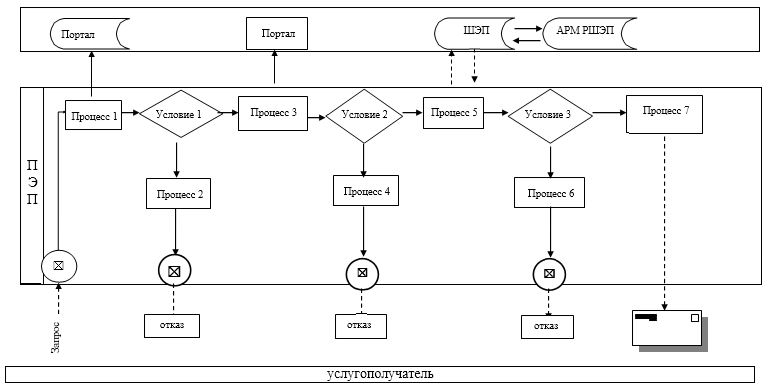 Портал
Портал
ШЭП
АРМ РШЭП
П
Э
П
Процесс 1
Условие 1
Процесс 3
Условие 2
Процесс 5
Условие 3
Процесс 7
Процесс 2
Процесс 4
Процесс 6
Запрос
отказ
отказ
отказ
услугополучатель